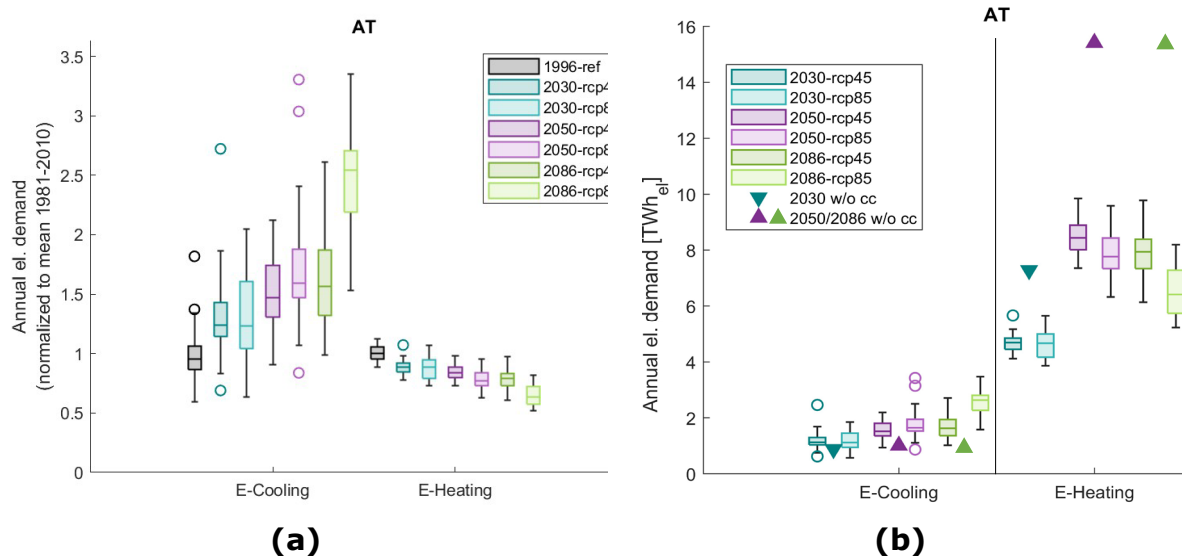 AT
3.5
3
2.5
2
1.5
1
0.5
0
Annual el. demand
(normalized to mean 1981-2010)
1996-ref
2030-rcp4
2030-rcp8
2050-rcp4
2050-rcp8
2086-rcp4
2086-rcp8
E-Cooling
E-Heating
(a)
AT
16
14
12
10
8
6
4
2
0
Annual el. demand [TWhel]
2030-rcp45
2030-rcp85
2050-rcp45
2050-rcp85
2086-rcp45
2086-rcp85
2030 w/o cc
2050/2086 w/o cc
E-Cooling
E-Heating
(b)